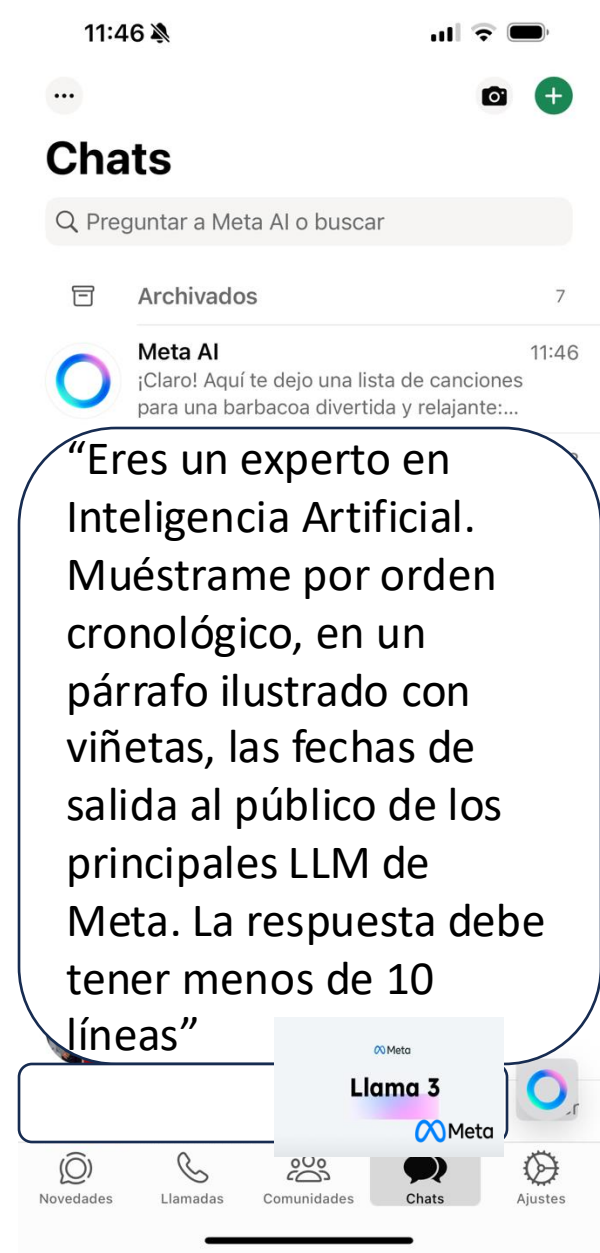 11:46
Chats
Preguntar a Meta AI o buscar
Archivados 7
Meta AI 11:46
¡Claro! Aquí te dejo una lista de canciones
para una barbacoa divertida y relajante:...
“Eres un experto en
Inteligencia Artificial.
Muéstrame por orden
cronológico, en un
párrafo ilustrado con
viñetas, las fechas de
salida al público de los
principales LLM de
Meta. La respuesta debe
tener menos de 10
líneas”
Meta
Llama 3
Meta
Novedades Llamadas Comunidades Chats Ajustes